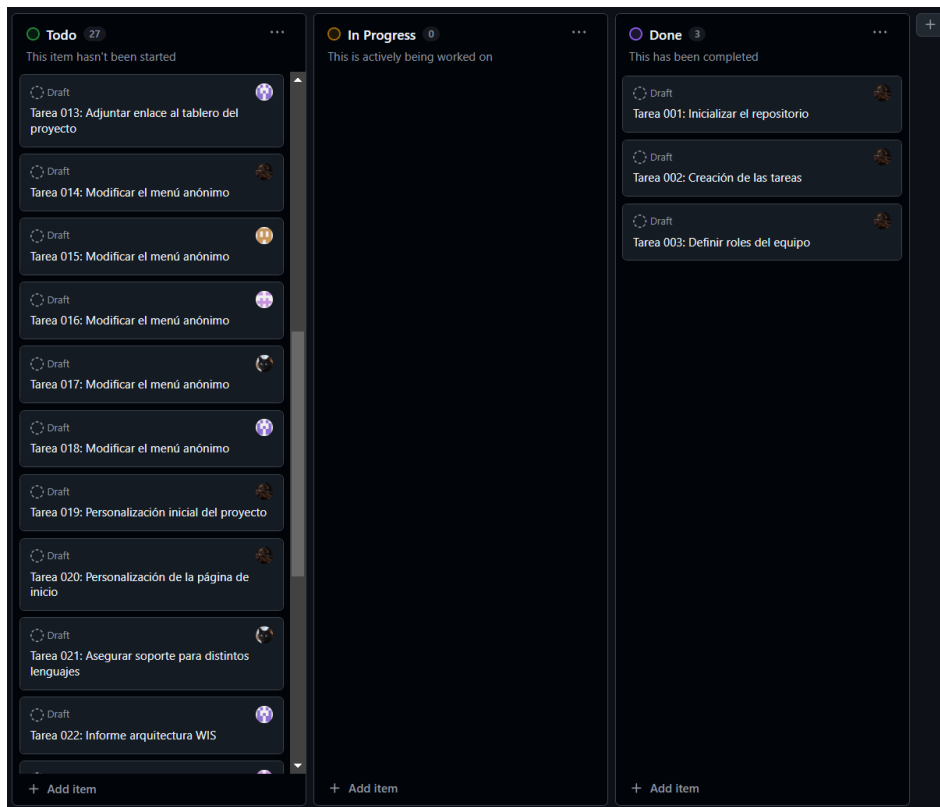 Todo 27
This item hasn't been started
Draft
Tarea 013: Adjuntar enlace al tablero del
proyecto
Draft
Tarea 014: Modificar el menú anónimo
Draft
Tarea 015: Modificar el menú anónimo
Draft
Tarea 016: Modificar el menú anónimo
Draft
Tarea 017: Modificar el menú anónimo
Draft
Tarea 018: Modificar el menú anónimo
Draft
Tarea 019: Personalización inicial del proyecto
Draft
Tarea 020: Personalización de la página de
inicio
Draft
Tarea 021: Asegurar soporte para distintos
lenguajes
Draft
Tarea 022: Informe arquitectura WIS
+ Add item
In Progress 0
This is actively being worked on
+ Add item
Done 3
This has been completed
Draft
Tarea 001: Inicializar el repositorio
Draft
Tarea 002: Creación de las tareas
Draft
Tarea 003: Definir roles del equipo
+ Add item